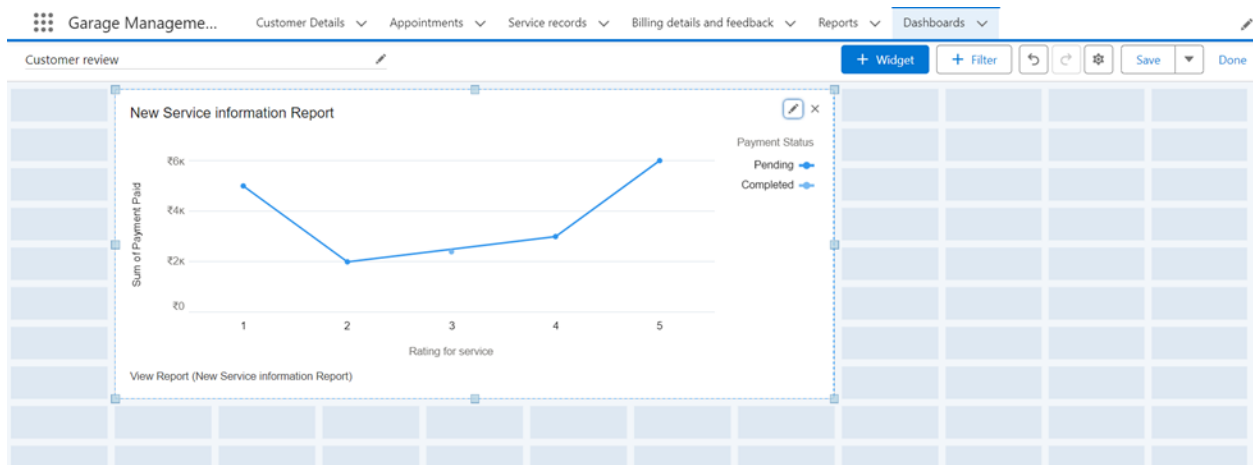 Garage Manageme... Customer Details Appointments Service records Billing details and feedback Reports Dashboards
Customer review + Widget + Filter Save Done
New Service information Report
Payment Status
Pending
Completed
Sum of Payment Paid
₹6K
₹4K
₹2K
₹0
1 2 3 4 5
Rating for service
View Report (New Service information Report)